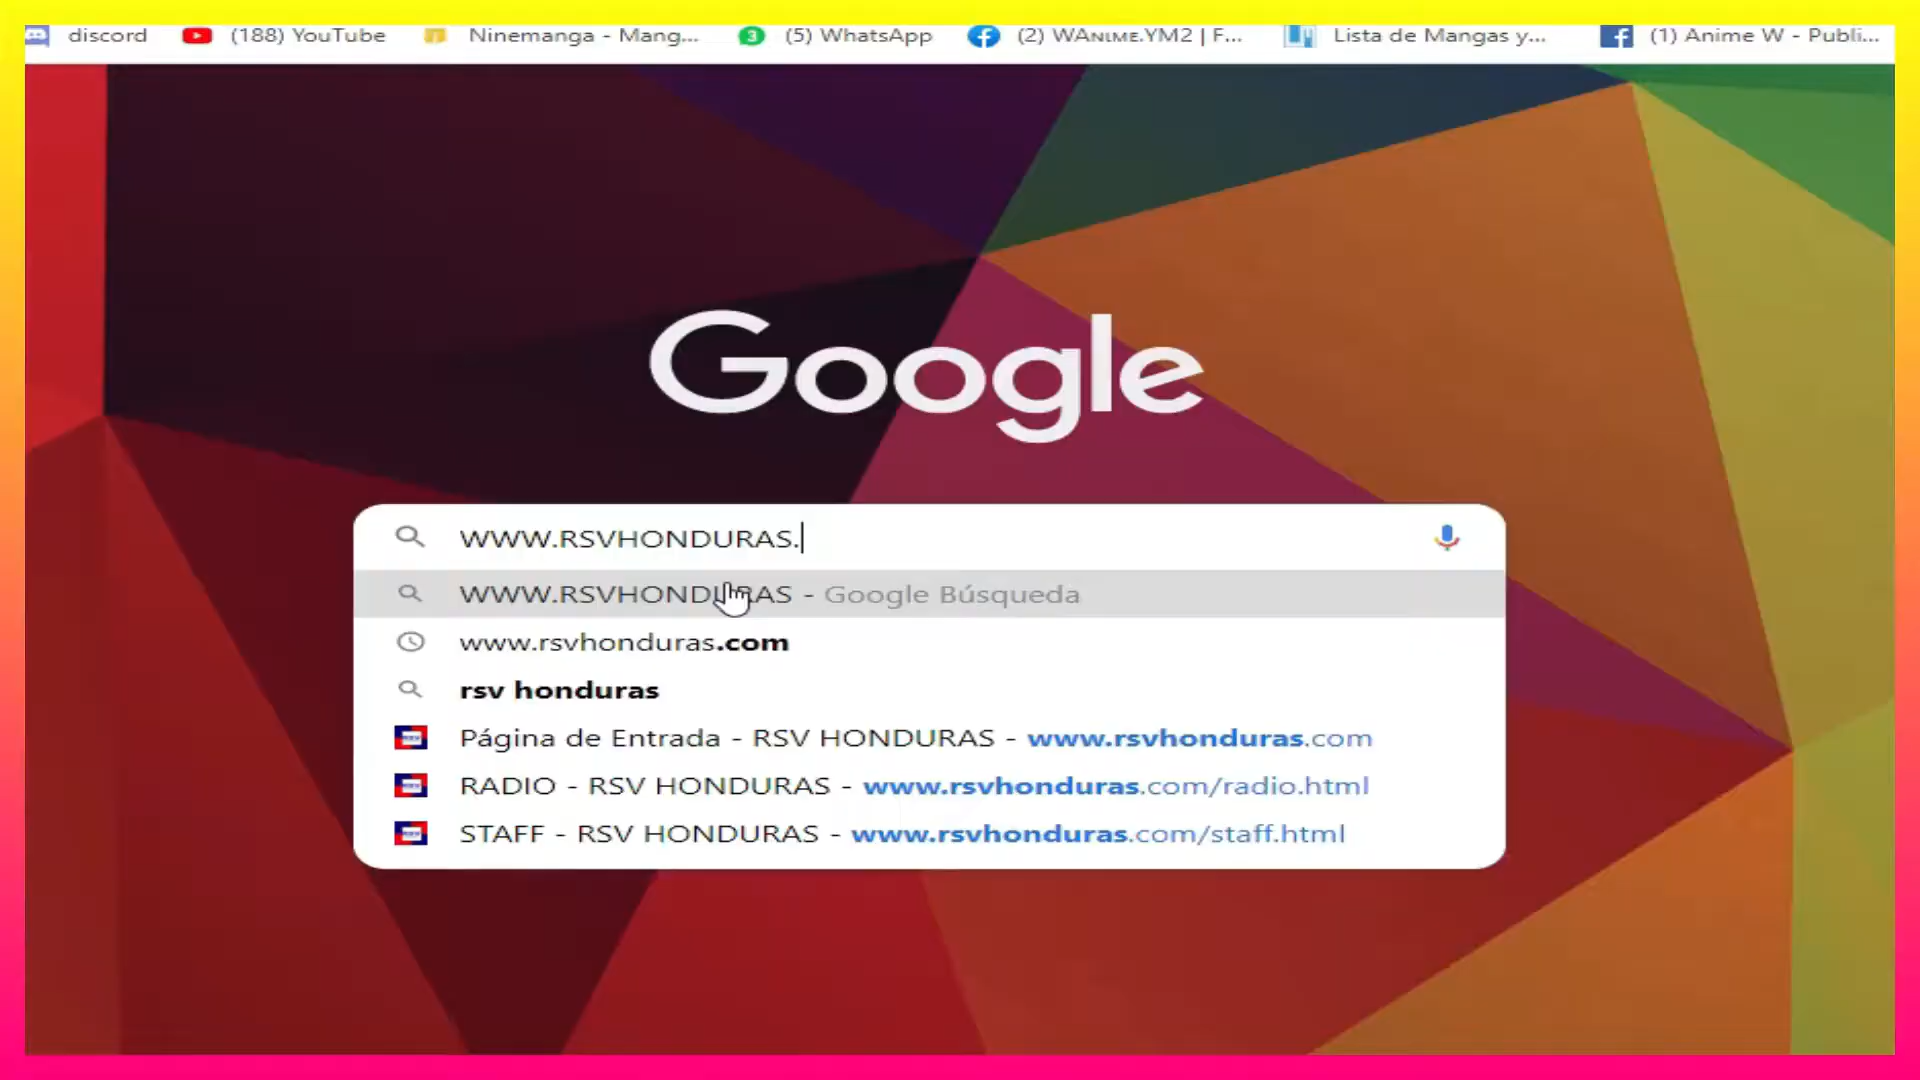 discord (188) YouTube Ninemanga - Mang... (5) WhatsApp (2) WANIME.YM2 | F... Lista de Mangas y... (1) Anime W - Publi...
Google
WWW.RSVHONDURAS.
WWW.RSVHONDURAS - Google Búsqueda
www.rsvhonduras.com
rsv honduras
Página de Entrada - RSV HONDURAS - www.rsvhonduras.com
RADIO - RSV HONDURAS - www.rsvhonduras.com/radio.html
STAFF - RSV HONDURAS - www.rsvhonduras.com/staff.html